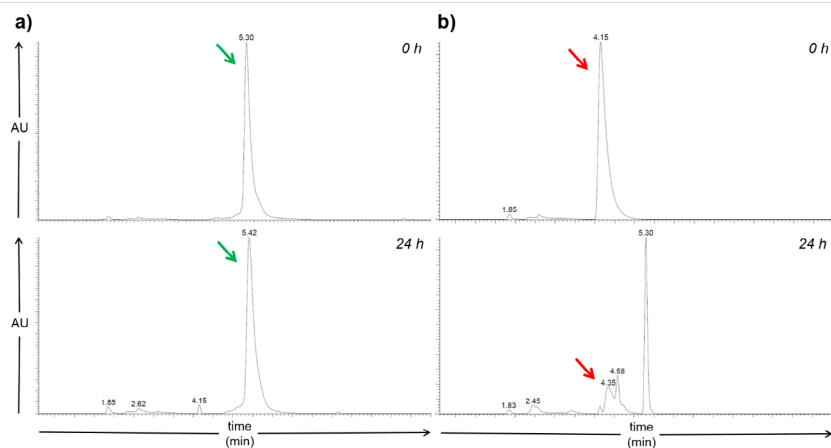 a)
5.30
0 h
AU
5.42
24 h
AU
1.85
2.62
4.15
time
(min)
b)
4.15
0 h
1.85
5.30
24 h
4.58
4.35
2.45
1.83
time
(min)